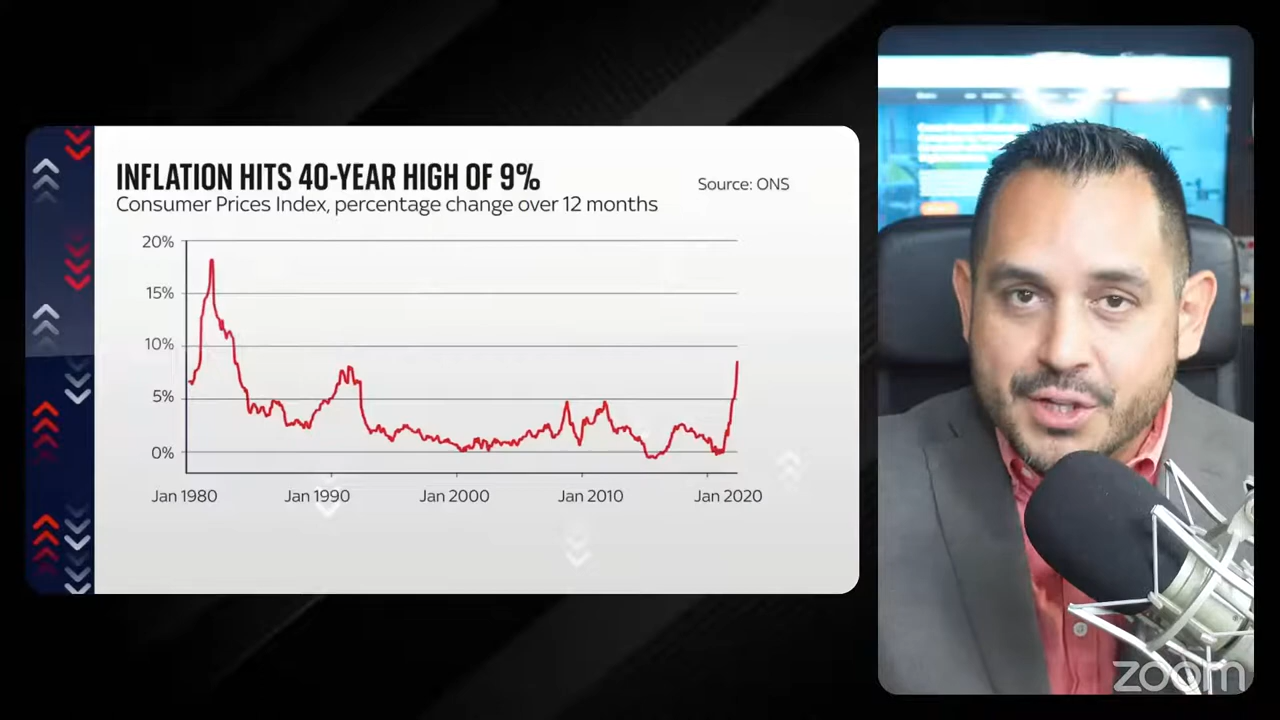 INFLATION HITS 40-YEAR HIGH OF 9%
Source: ONS
Consumer Prices Index, percentage change over 12 months
20%
15%
10%
5%
0%
Jan 1980 Jan 1990 Jan 2000 Jan 2010 Jan 2020
zoom